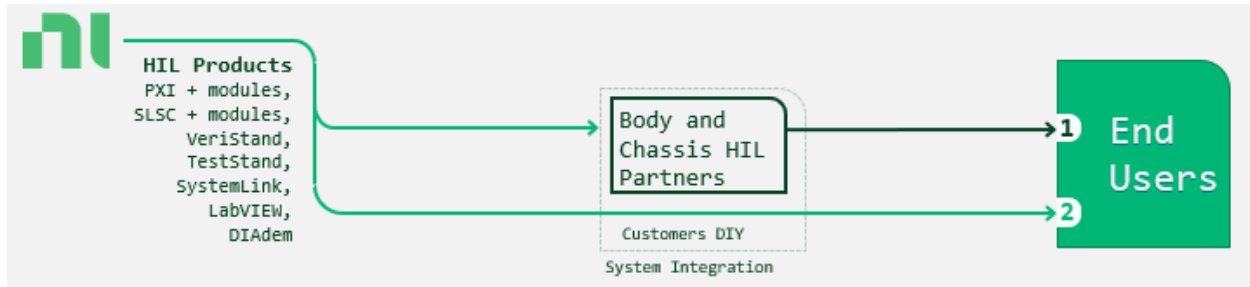 ni
HIL Products
PXI + modules,
SLSC + modules,
VeriStand,
TestStand,
SystemLink,
LabVIEW,
DIAdem
Body and
Chassis HIL
Partners
Customers DIY
System Integration
1
2
End
Users